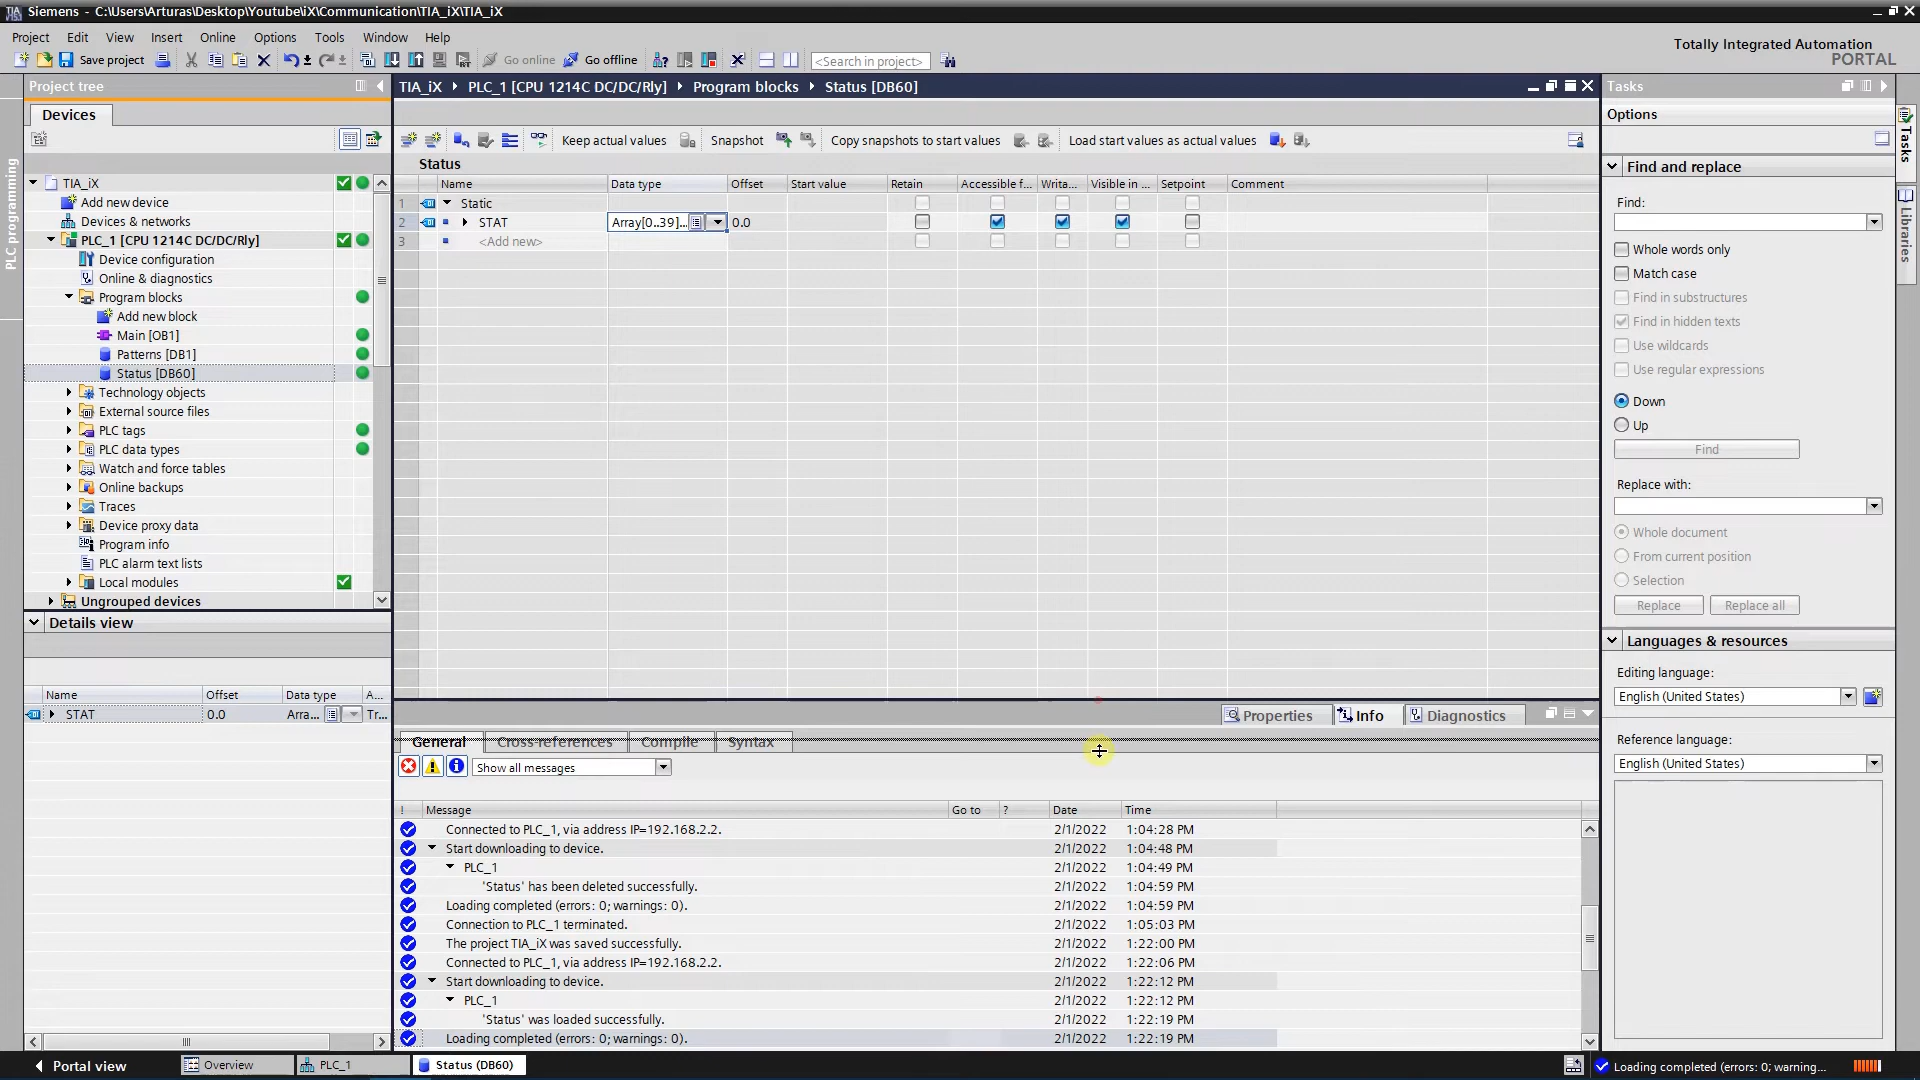 Siemens - C:\Users\Arturas\Desktop\Youtube\iX\Communication\TIA_iX\TIA_iX
Project Edit View Insert Online Options Tools Window Help
Totally Integrated Automation
PORTAL
Save project
Go online
Go offline
<Search in project>
Project tree
Devices
PLC programming
TIA_iX
Add new device
Devices & networks
PLC_1 [CPU 1214C DC/DC/Rly]
Device configuration
Online & diagnostics
Program blocks
Add new block
Main [OB1]
Patterns [DB1]
Status [DB60]
Technology objects
External source files
PLC tags
PLC data types
Watch and force tables
Online backups
Traces
Device proxy data
Program info
PLC alarm text lists
Local modules
Ungrouped devices
Details view
Name Offset Data type A...
STAT 0.0 Arra... Tr...
TIA_iX PLC_1 [CPU 1214C DC/DC/Rly] Program blocks Status [DB60]
Keep actual values Snapshot Copy snapshots to start values Load start values as actual values
Status
Name Data type Offset Start value Retain Accessible f... Writa... Visible in ... Setpoint Comment
1 Static
2 STAT Array[0..39]... 0.0
3 <Add new>
Properties Info Diagnostics
General Cross-references Compile Syntax
Show all messages
! Message Go to ? Date Time
Connected to PLC_1, via address IP=192.168.2.2. 2/1/2022 1:04:28 PM
Start downloading to device. 2/1/2022 1:04:48 PM
PLC_1 2/1/2022 1:04:49 PM
'Status' has been deleted successfully. 2/1/2022 1:04:59 PM
Loading completed (errors: 0; warnings: 0). 2/1/2022 1:04:59 PM
Connection to PLC_1 terminated. 2/1/2022 1:05:03 PM
The project TIA_iX was saved successfully. 2/1/2022 1:22:00 PM
Connected to PLC_1, via address IP=192.168.2.2. 2/1/2022 1:22:06 PM
Start downloading to device. 2/1/2022 1:22:12 PM
PLC_1 2/1/2022 1:22:12 PM
'Status' was loaded successfully. 2/1/2022 1:22:19 PM
Loading completed (errors: 0; warnings: 0). 2/1/2022 1:22:19 PM
Tasks
Options
Find and replace
Find:
Whole words only
Match case
Find in substructures
Find in hidden texts
Use wildcards
Use regular expressions
Down
Up
Find
Replace with:
Whole document
From current position
Selection
Replace Replace all
Languages & resources
Editing language:
English (United States)
Reference language:
English (United States)
Tasks
Libraries
Portal view Overview PLC_1 Status (DB60) Loading completed (errors: 0; warning...